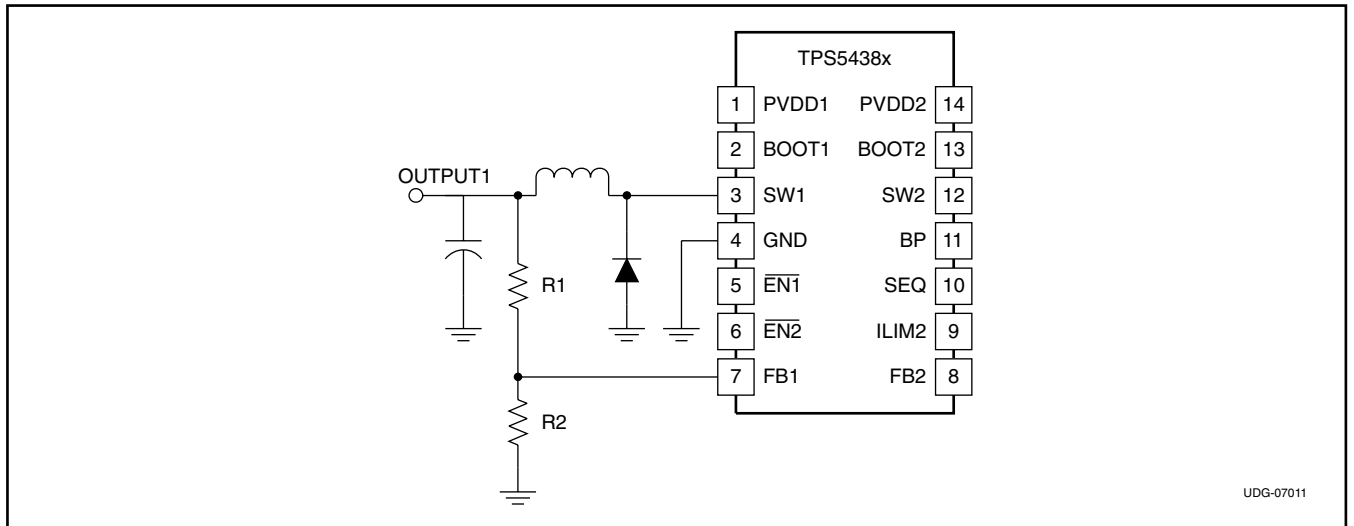 TPS5438x
1 PVDD1 PVDD2 14
2 BOOT1 BOOT2 13
OUTPUT1
3 SW1 SW2 12
4 GND BP 11
5 EN1 SEQ 10
R1
6 EN2 ILIM2 9
7 FB1 FB2 8
R2
UDG-07011